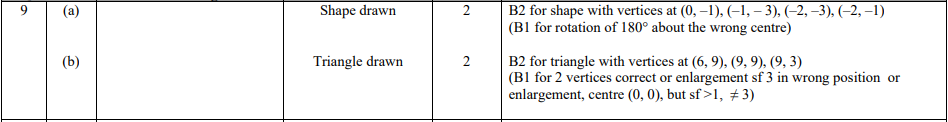 9 (a) Shape drawn 2 B2 for shape with vertices at (0, –1), (–1, – 3), (–2, –3), (–2, –1)
(B1 for rotation of 180° about the wrong centre)
(b) Triangle drawn 2 B2 for triangle with vertices at (6, 9), (9, 9), (9, 3)
(B1 for 2 vertices correct or enlargement sf 3 in wrong position or
enlargement, centre (0, 0), but sf >1, ≠ 3)